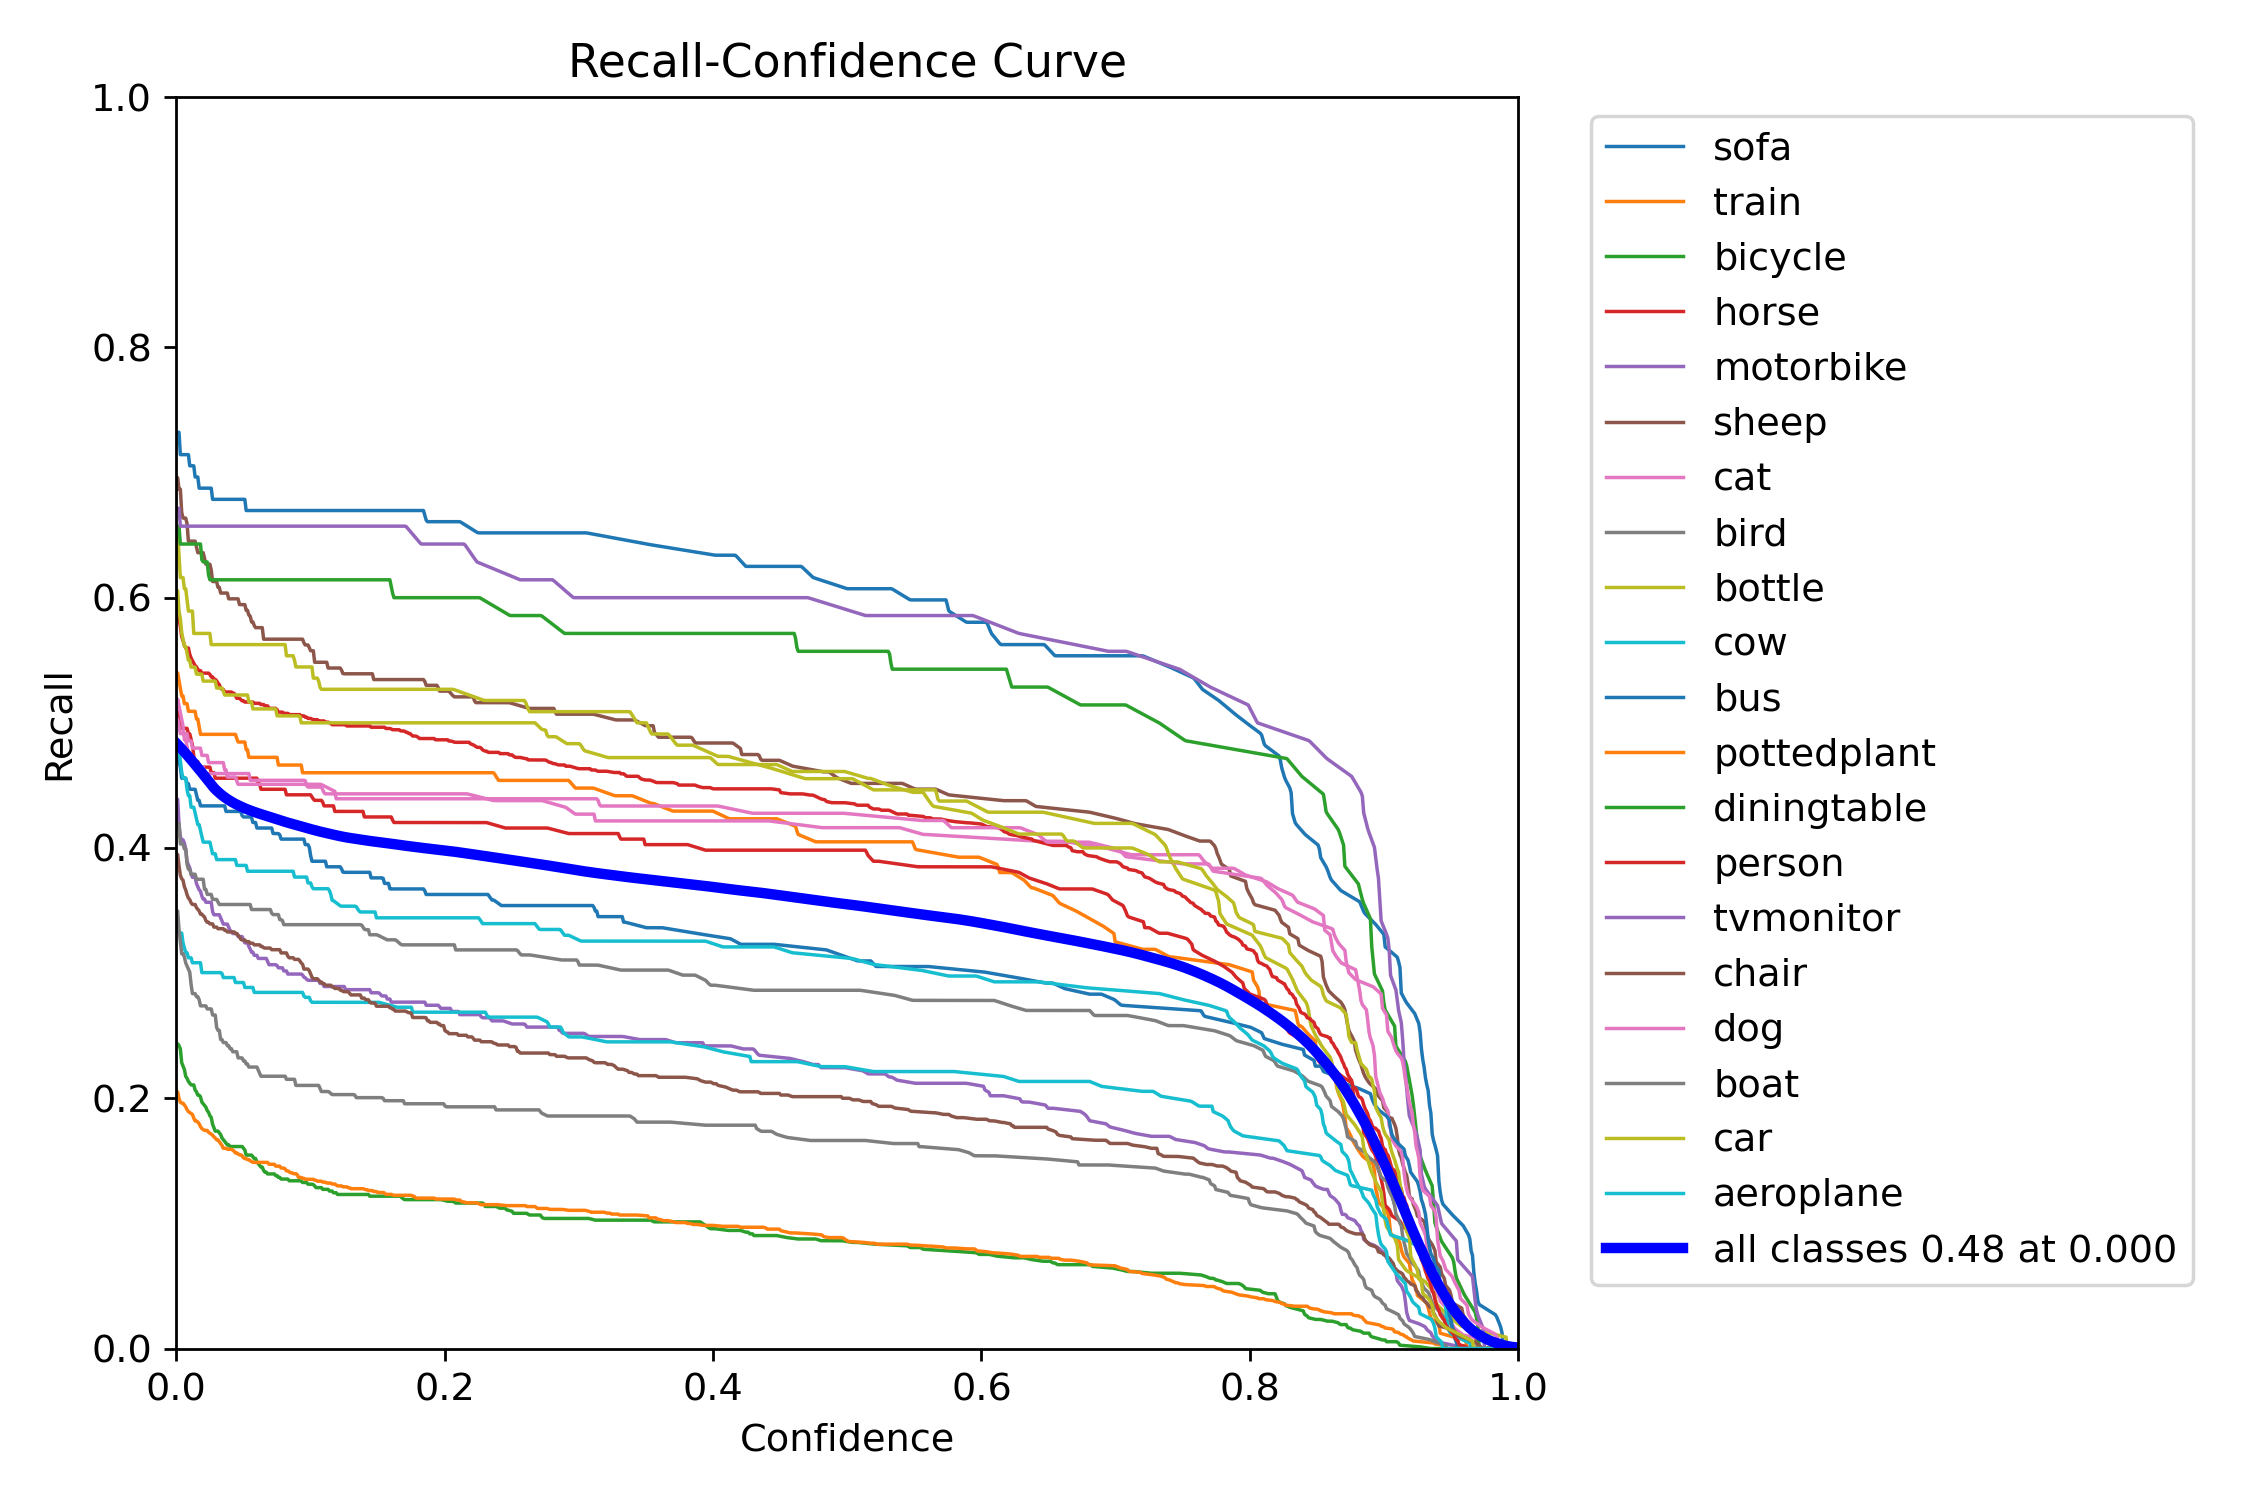 Recall-Confidence Curve
1.0
0.8
0.6
0.4
0.2
0.0
Recall
0.0 0.2 0.4 0.6 0.8 1.0
Confidence
sofa
train
bicycle
horse
motorbike
sheep
cat
bird
bottle
cow
bus
pottedplant
diningtable
person
tvmonitor
chair
dog
boat
car
aeroplane
all classes 0.48 at 0.000